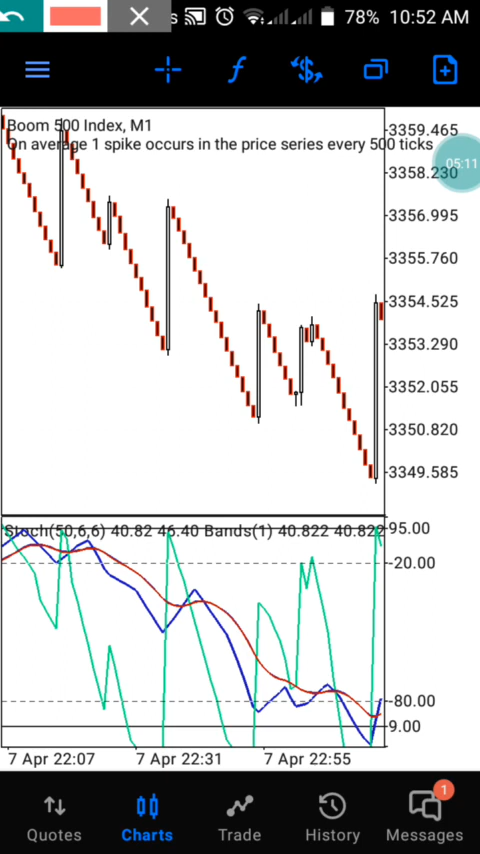 s 78% 10:52 AM
Boom 500 Index, M1
On average 1 spike occurs in the price series every 500 ticks
05:11
3359.465
3358.230
3356.995
3355.760
3354.525
3353.290
3352.055
3350.820
3349.585
Stoch(50,6,6) 40.82 46.40 Bands(1) 40.822 40.822
95.00
-20.00
-80.00
9.00
7 Apr 22:07 7 Apr 22:31 7 Apr 22:55
1
Quotes Charts Trade History Messages